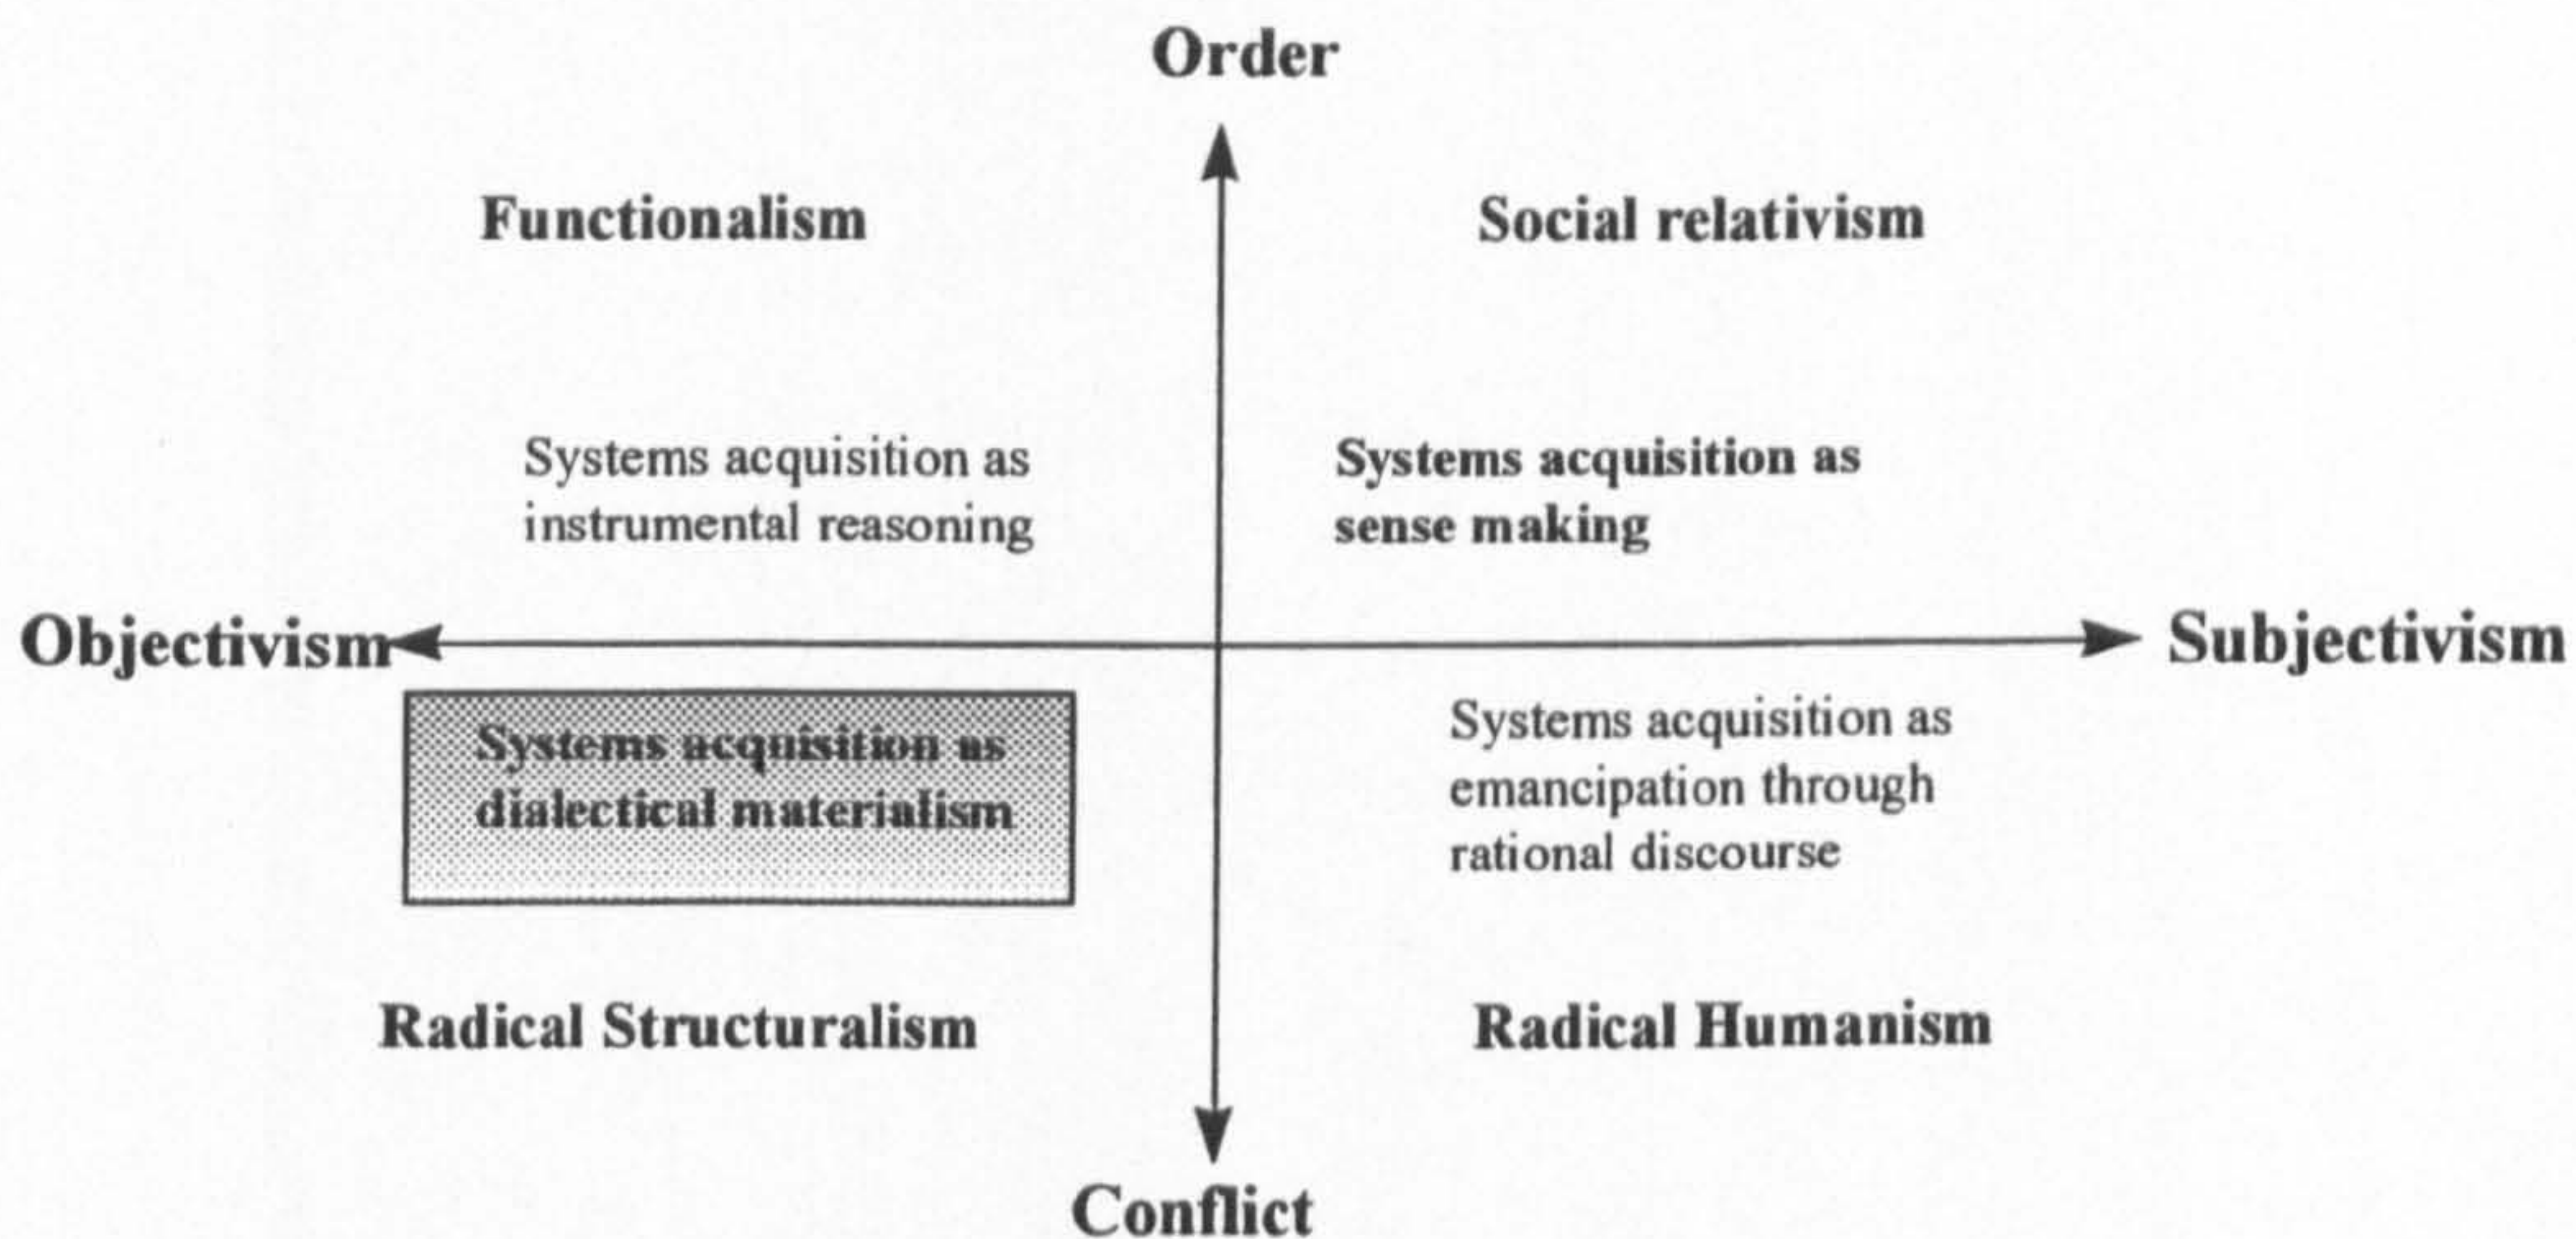 Order
Functionalism
Social relativism
Systems acquisition as
instrumental reasoning
Systems acquisition as
sense making
Objectivism
Subjectivism
Systems acquisition as
dialectical materialism
Systems acquisition as
emancipation through
rational discourse
Radical Structuralism
Radical Humanism
Conflict